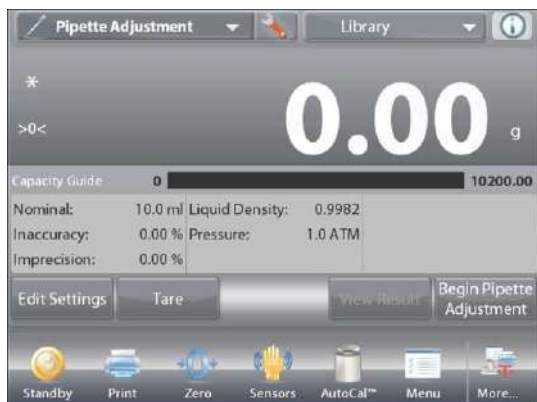 Pipette Adjustment Library
*
>0<
0.00 g
Capacity Guide 0 10200.00
Nominal: 10.0 ml Liquid Density: 0.9982
Inaccuracy: 0.00 % Pressure: 1.0 ATM
Imprecision: 0.00 %
Edit Settings Tare View Result Begin Pipette
Adjustment
Standby Print Zero Sensors AutoCal™ Menu More...